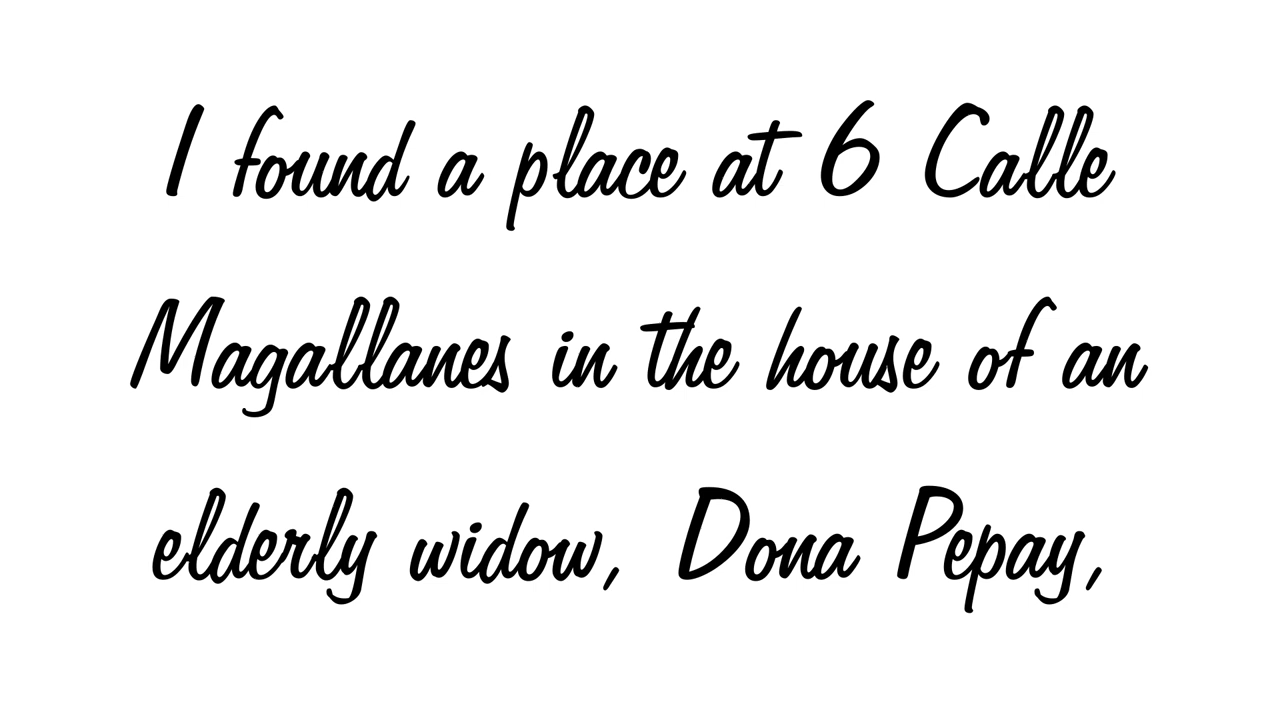 I found a place at 6 Calle
Magallanes in the house of an
elderly widow, Dona Pepay,